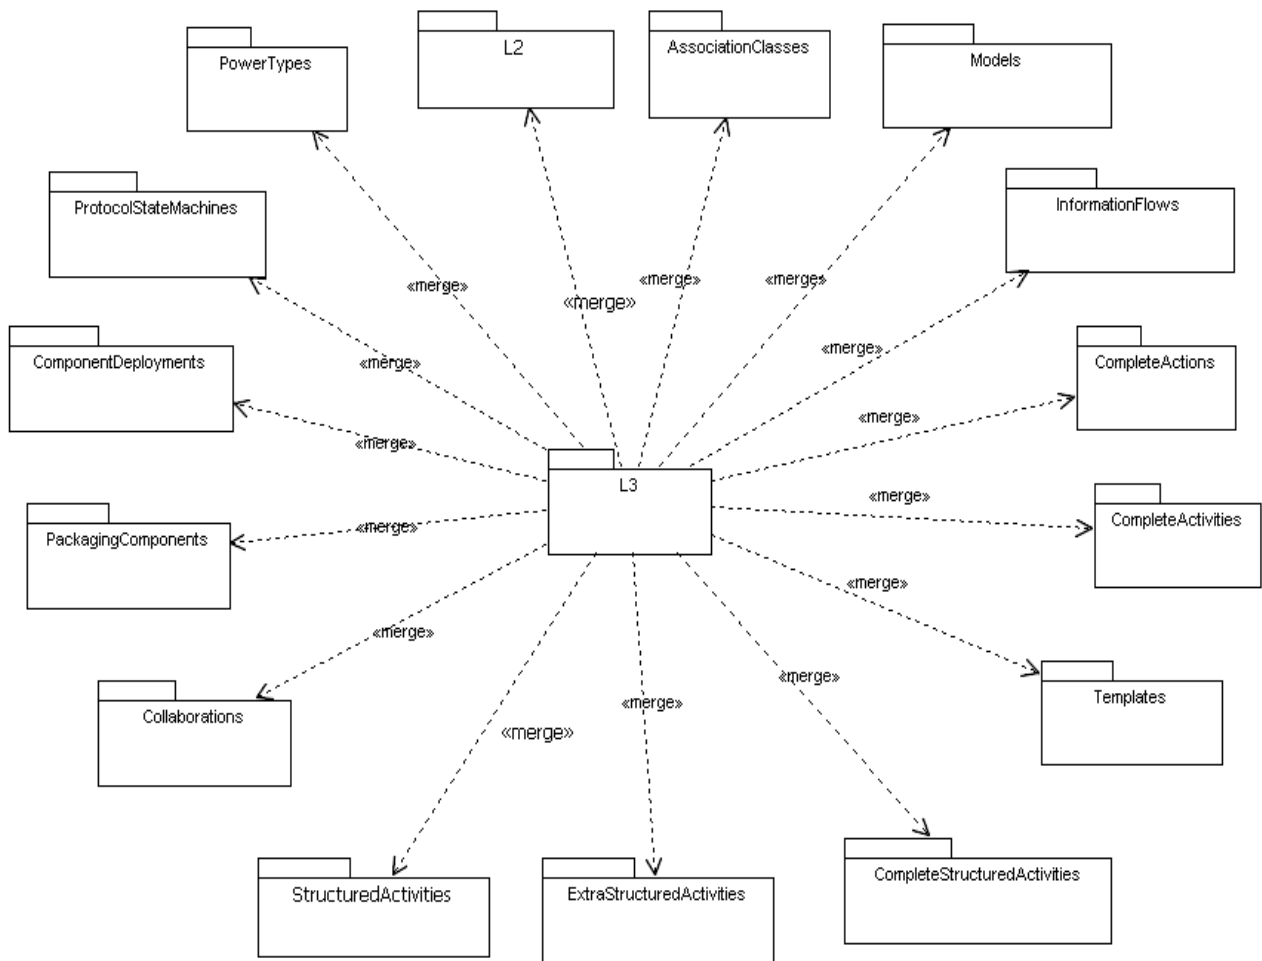 L2
AssociationClasses
PowerTypes
Models
ProtocolStateMachines
InformationFlows
«merge»
«merge»
«merge»
«merge»
«merge»
«merge»
ComponentDeployments
CompleteActions
«merge»
«merge»
L3
«merge»
CompleteActivities
PackagingComponents
«merge»
«merge»
«merge»
«merge»
Templates
Collaborations
«merge»
«merge»
StructuredActivities
ExtraStructuredActivities
CompleteStructuredActivities